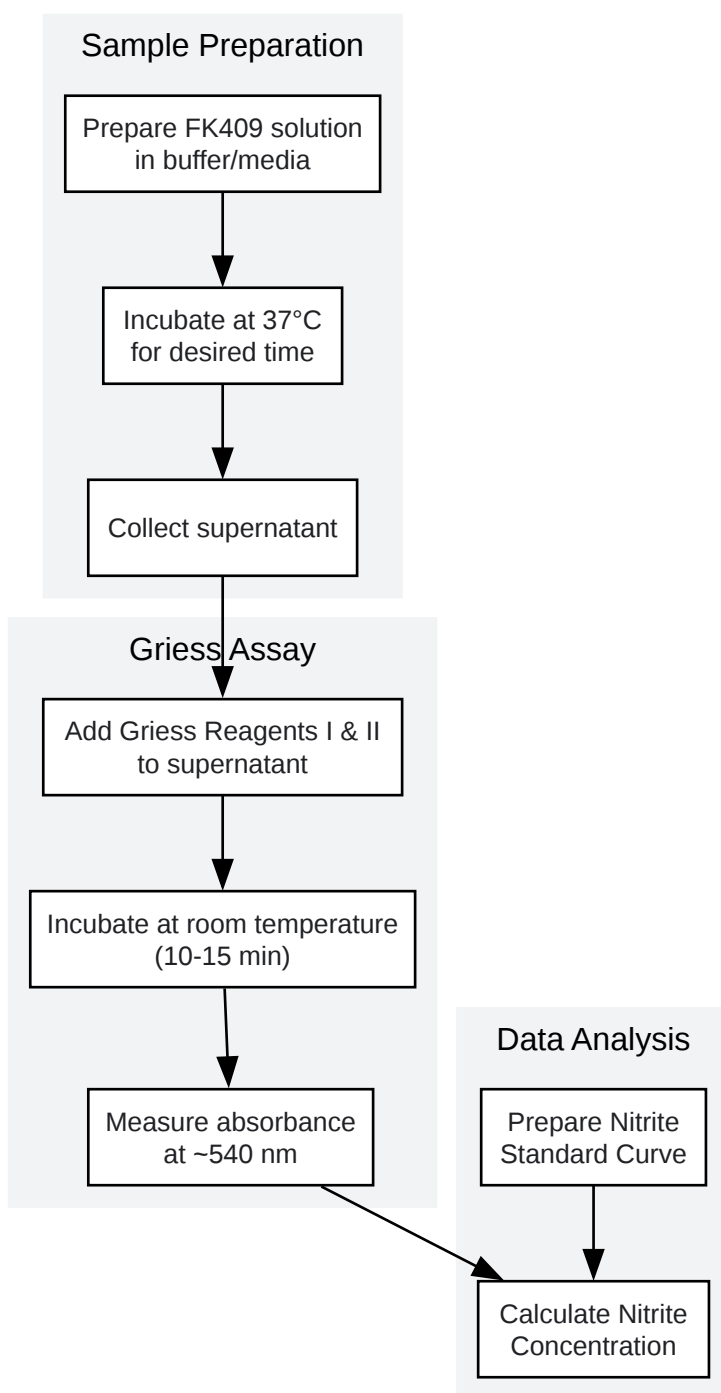 Sample Preparation
Prepare FK409 solution
in buffer/media
Incubate at 37°C
for desired time
Collect supernatant
Griess Assay
Add Griess Reagents I & II
to supernatant
Incubate at room temperature
(10-15 min)
Measure absorbance
at ~540 nm
Data Analysis
Prepare Nitrite
Standard Curve
Calculate Nitrite
Concentration